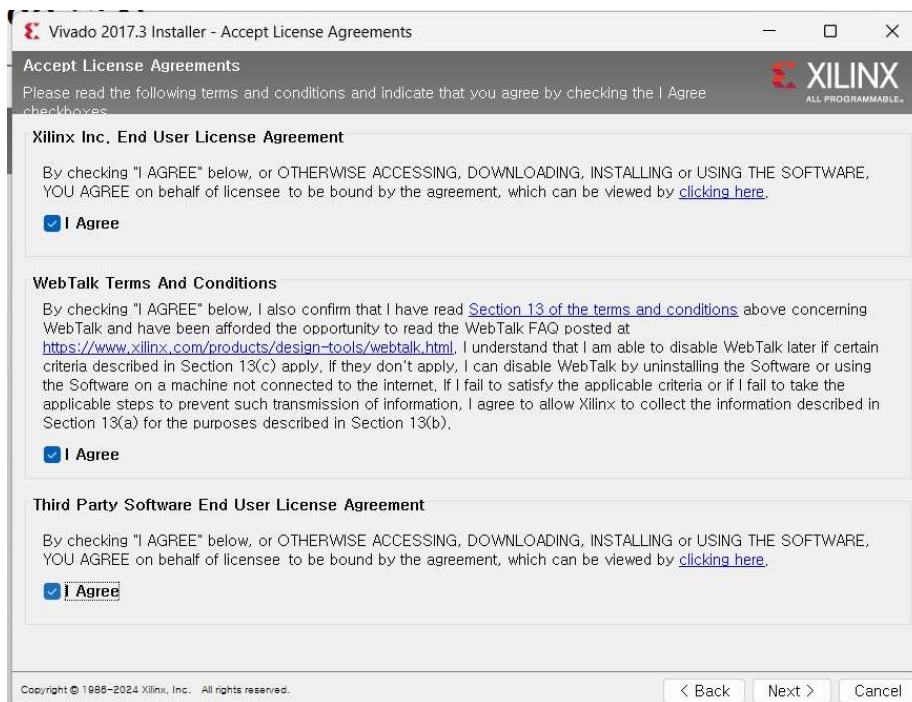 Vivado 2017.3 Installer - Accept License Agreements
Accept License Agreements
Please read the following terms and conditions and indicate that you agree by checking the I Agree
checkboxes
XILINX
ALL PROGRAMMABLE.
Xilinx Inc. End User License Agreement
By checking "I AGREE" below, or OTHERWISE ACCESSING, DOWNLOADING, INSTALLING or USING THE SOFTWARE,
YOU AGREE on behalf of licensee to be bound by the agreement, which can be viewed by clicking here.
I Agree
WebTalk Terms And Conditions
By checking "I AGREE" below, I also confirm that I have read Section 13 of the terms and conditions above concerning
WebTalk and have been afforded the opportunity to read the WebTalk FAQ posted at
https://www.xilinx.com/products/design-tools/webtalk.html. I understand that I am able to disable WebTalk later if certain
criteria described in Section 13(c) apply. If they don't apply, I can disable WebTalk by uninstalling the Software or using
the Software on a machine not connected to the internet. If I fail to satisfy the applicable criteria or if I fail to take the
applicable steps to prevent such transmission of information, I agree to allow Xilinx to collect the information described in
Section 13(a) for the purposes described in Section 13(b).
I Agree
Third Party Software End User License Agreement
By checking "I AGREE" below, or OTHERWISE ACCESSING, DOWNLOADING, INSTALLING or USING THE SOFTWARE,
YOU AGREE on behalf of licensee to be bound by the agreement, which can be viewed by clicking here.
I Agree
Copyright © 1986-2024 Xilinx, Inc. All rights reserved.
< Back Next > Cancel